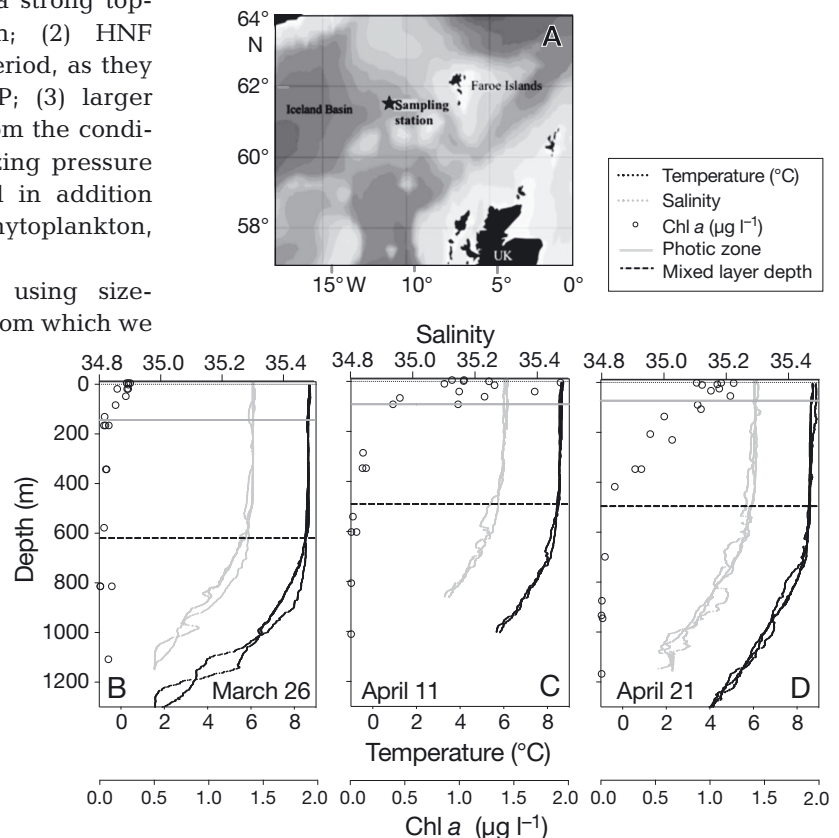 a strong top-
n; (2) HNF
eriod, as they
P; (3) larger
om the condi-
zing pressure
d in addition
hytoplankton,
using size-
om which we
64°
N
62°
60°
58°
A
Faroe Islands
Iceland Basin
Sampling
station
UK
15°W 10° 5° 0°
Temperature (°C)
Salinity
Chl a (µg l–1)
Photic zone
Mixed layer depth
Salinity
34.8 35.0 35.2 35.4
34.8 35.0 35.2 35.4
34.8 35.0 35.2 35.4
Depth (m)
0
200
400
600
800
1000
1200
B March 26
April 11 C
April 21 D
0 2 4 6 8
0 2 4 6 8
0 2 4 6 8
Temperature (°C)
0.0 0.5 1.0 1.5 2.0
0.0 0.5 1.0 1.5 2.0
0.0 0.5 1.0 1.5 2.0
Chl a (µg l–1)